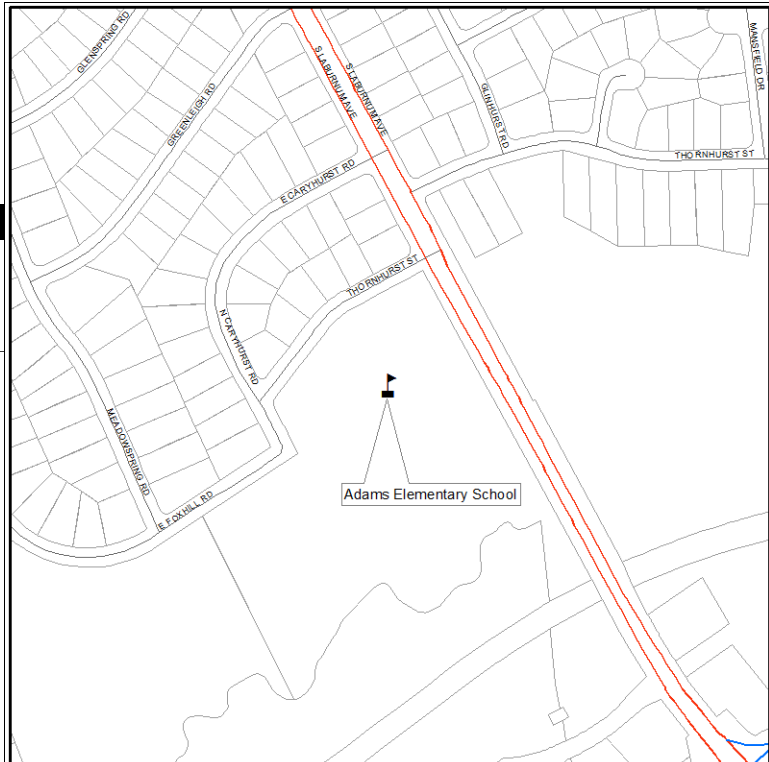 GLENSPRING RD
GREENLEIGH RD
S LABURNUM AVE
S LABURNUM AVE
GLINHURST RD
MANSFIELD DR
THORNHURST ST
E CARYHURST RD
THORNHURST ST
N CARYHURST RD
MEADOWSPRING RD
E FOXHILL RD
Adams Elementary School